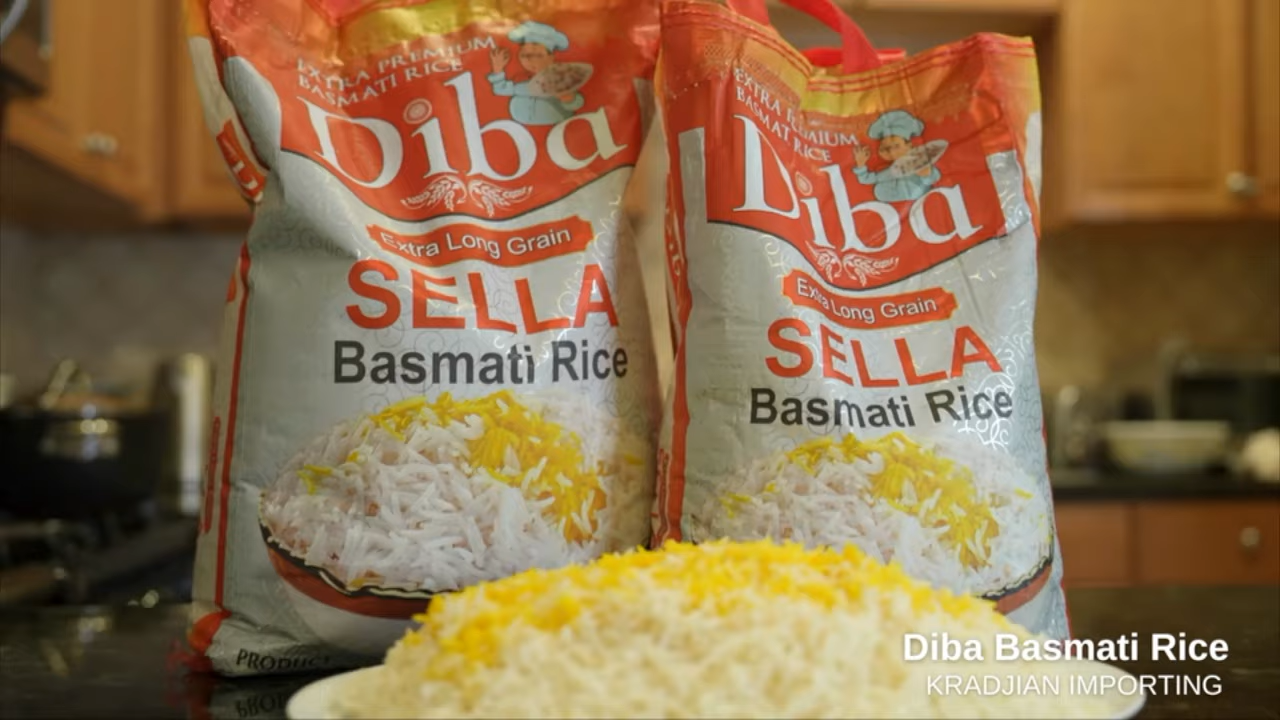 EXTRA PREMIUM
BASMATI RICE
Diba
Extra Long Grain
SELLA
Basmati Rice
PRODUCT
EXTRA PREMIUM
BASMATI RICE
Diba
Extra Long Grain
SELLA
Basmati Rice
Diba Basmati Rice
KRADJIAN IMPORTING